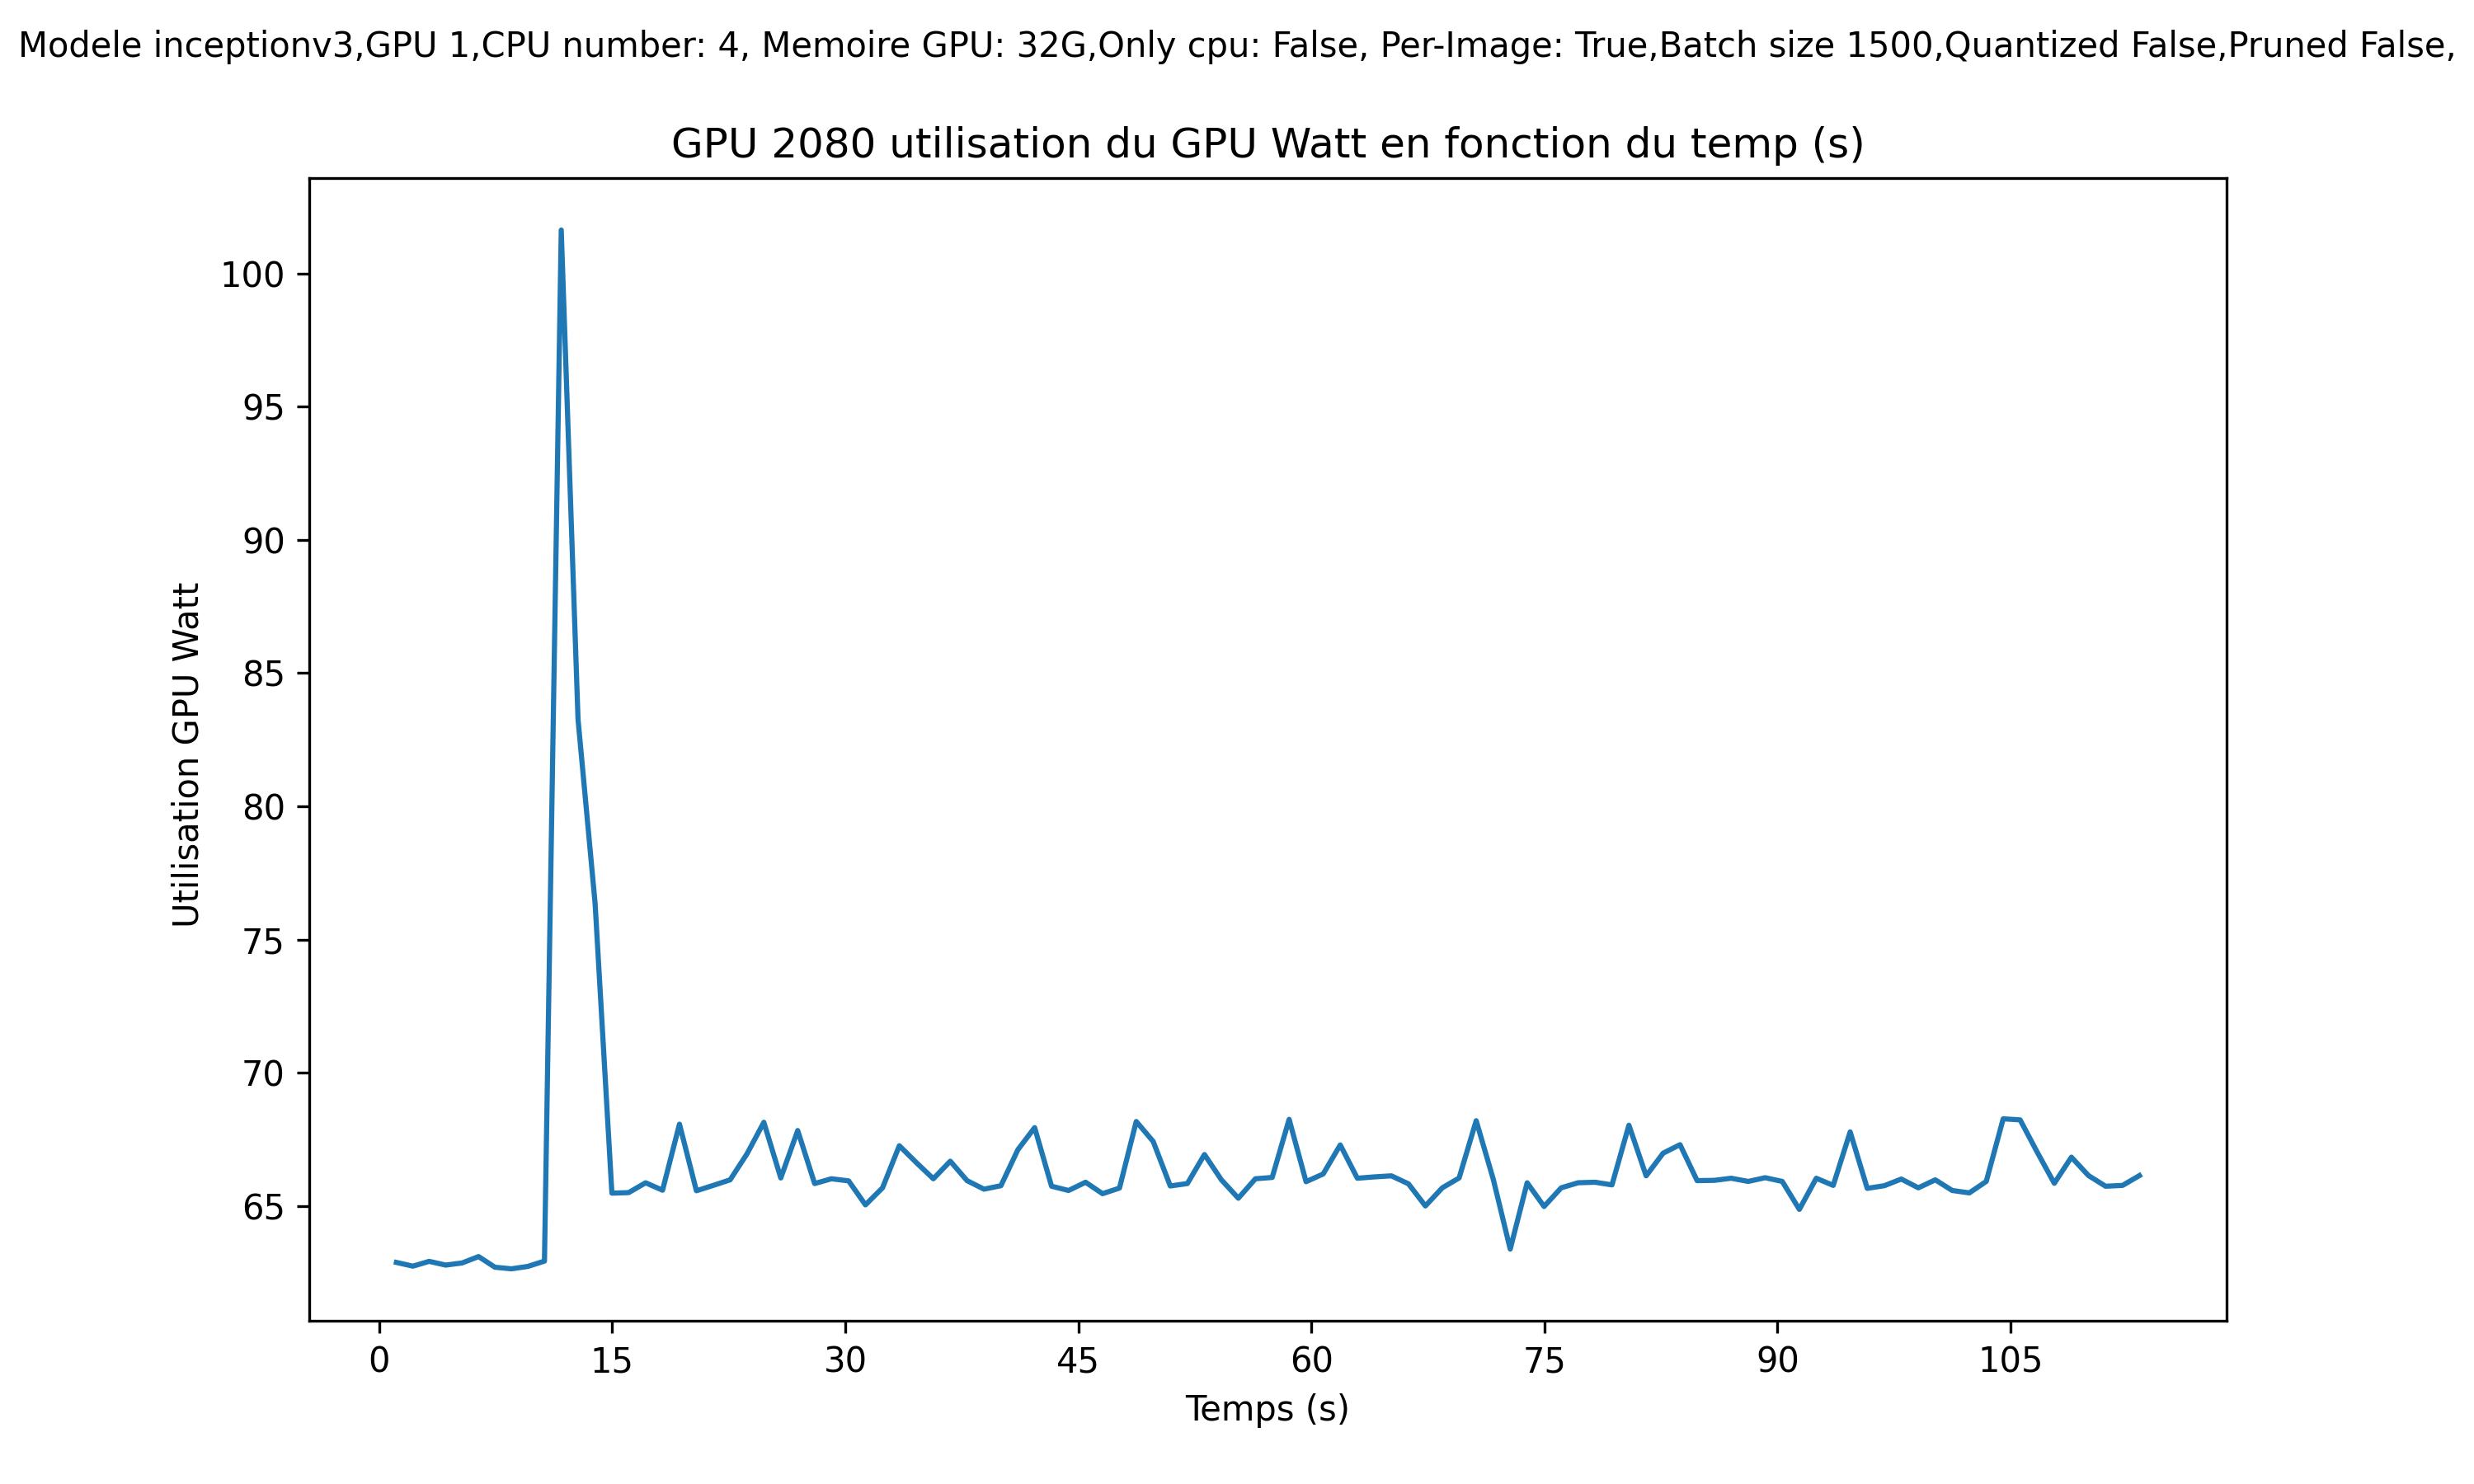 Modele inceptionv3,GPU 1,CPU number: 4, Memoire GPU: 32G,Only cpu: False, Per-Image: True,Batch size 1500,Quantized False,Pruned False,
GPU 2080 utilisation du GPU Watt en fonction du temp (s)
Utilisation GPU Watt
100
95
90
85
80
75
70
65
0 15 30 45 60 75 90 105
Temps (s)